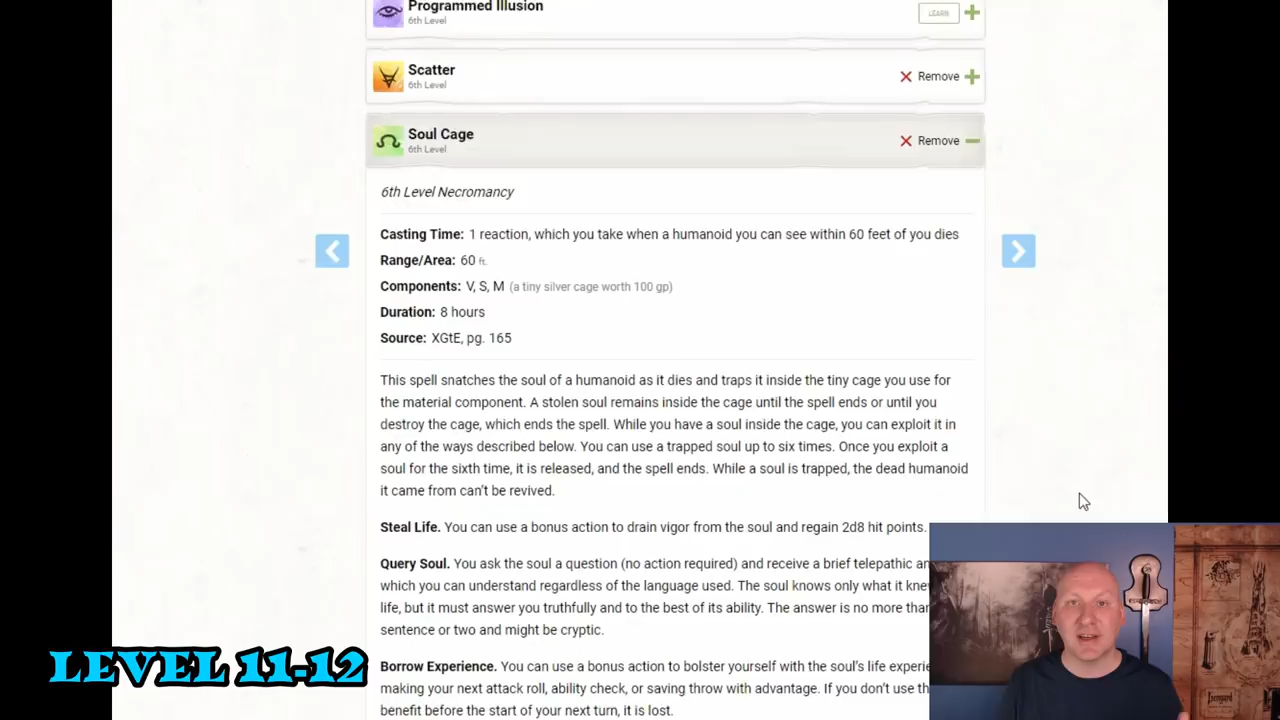 Programmed Illusion
6th Level
LEARN
Scatter
6th Level
Remove
Soul Cage
6th Level
Remove
6th Level Necromancy
Casting Time: 1 reaction, which you take when a humanoid you can see within 60 feet of you dies
Range/Area: 60 ft.
Components: V, S, M (a tiny silver cage worth 100 gp)
Duration: 8 hours
Source: XGtE, pg. 165
This spell snatches the soul of a humanoid as it dies and traps it inside the tiny cage you use for
the material component. A stolen soul remains inside the cage until the spell ends or until you
destroy the cage, which ends the spell. While you have a soul inside the cage, you can exploit it in
any of the ways described below. You can use a trapped soul up to six times. Once you exploit a
soul for the sixth time, it is released, and the spell ends. While a soul is trapped, the dead humanoid
it came from can't be revived.
Steal Life. You can use a bonus action to drain vigor from the soul and regain 2d8 hit points.
Query Soul. You ask the soul a question (no action required) and receive a brief telepathic an
which you can understand regardless of the language used. The soul knows only what it kne
life, but it must answer you truthfully and to the best of its ability. The answer is no more than
sentence or two and might be cryptic.
Borrow Experience. You can use a bonus action to bolster yourself with the soul's life experie
making your next attack roll, ability check, or saving throw with advantage. If you don't use th
benefit before the start of your next turn, it is lost.
LEVEL 11-12